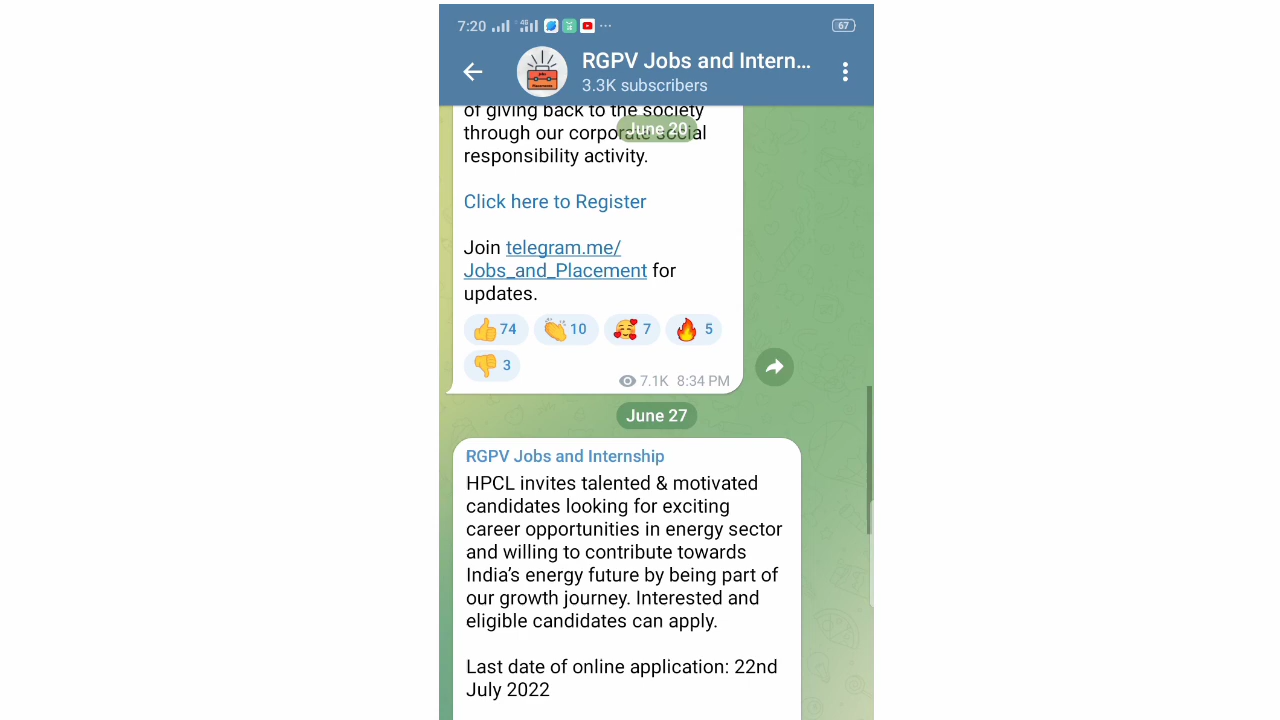 7:20
67
RGPV Jobs and Intern...
3.3K subscribers
of giving back to the society
through our corporate social
June 20
responsibility activity.
Click here to Register
Join telegram.me/
Jobs_and_Placement for
updates.
74 10 7 5
3
7.1K 8:34 PM
June 27
RGPV Jobs and Internship
HPCL invites talented & motivated
candidates looking for exciting
career opportunities in energy sector
and willing to contribute towards
India's energy future by being part of
our growth journey. Interested and
eligible candidates can apply.
Last date of online application: 22nd
July 2022